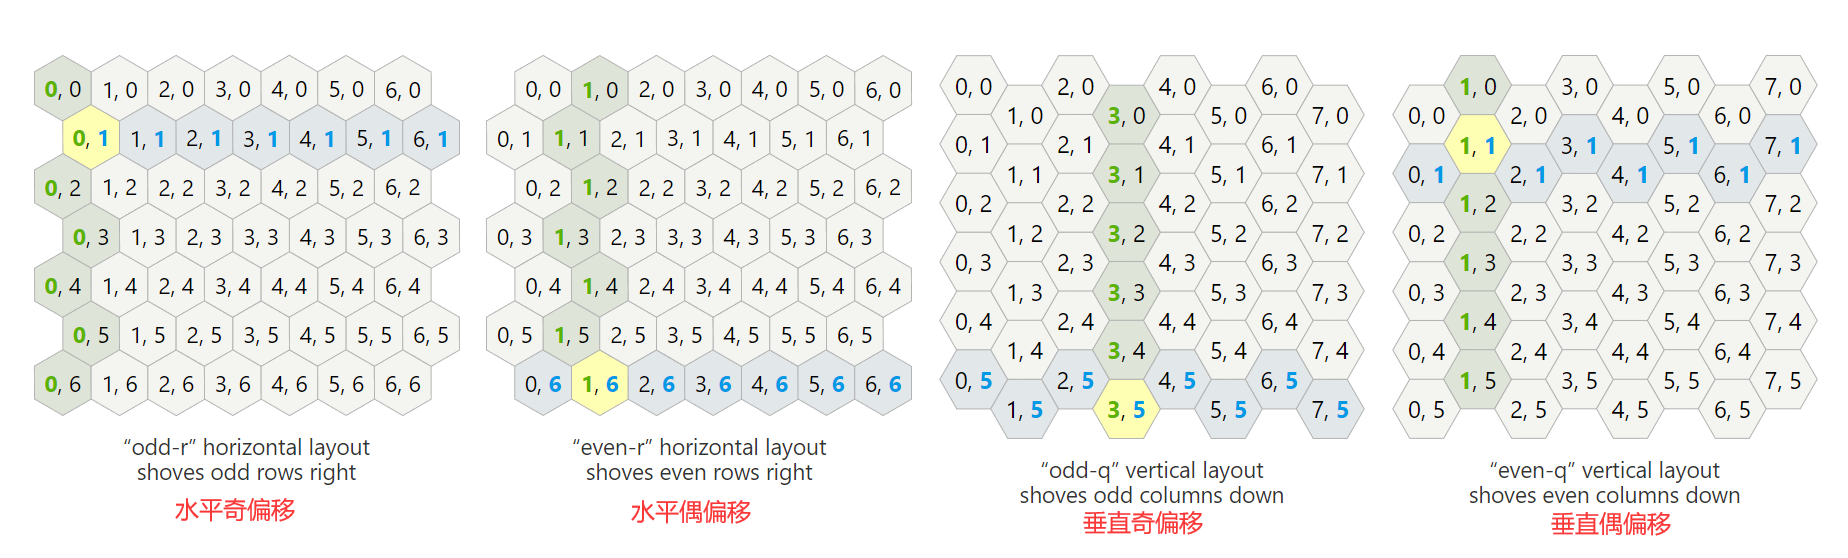 0, 0 1, 0 2, 0 3, 0 4, 0 5, 0 6, 0
0, 1 1, 1 2, 1 3, 1 4, 1 5, 1 6, 1
0, 2 1, 2 2, 2 3, 2 4, 2 5, 2 6, 2
0, 3 1, 3 2, 3 3, 3 4, 3 5, 3 6, 3
0, 4 1, 4 2, 4 3, 4 4, 4 5, 4 6, 4
0, 5 1, 5 2, 5 3, 5 4, 5 5, 5 6, 5
0, 6 1, 6 2, 6 3, 6 4, 6 5, 6 6, 6
“odd-r” horizontal layout
shoves odd rows right
水平奇偏移
0, 0 1, 0 2, 0 3, 0 4, 0 5, 0 6, 0
0, 1 1, 1 2, 1 3, 1 4, 1 5, 1 6, 1
0, 2 1, 2 2, 2 3, 2 4, 2 5, 2 6, 2
0, 3 1, 3 2, 3 3, 3 4, 3 5, 3 6, 3
0, 4 1, 4 2, 4 3, 4 4, 4 5, 4 6, 4
0, 5 1, 5 2, 5 3, 5 4, 5 5, 5 6, 5
0, 6 1, 6 2, 6 3, 6 4, 6 5, 6 6, 6
“even-r” horizontal layout
shoves even rows right
水平偶偏移
0, 0 2, 0 4, 0 6, 0
1, 0 3, 0 5, 0 7, 0
0, 1 2, 1 4, 1 6, 1
1, 1 3, 1 5, 1 7, 1
0, 2 2, 2 4, 2 6, 2
1, 2 3, 2 5, 2 7, 2
0, 3 2, 3 4, 3 6, 3
1, 3 3, 3 5, 3 7, 3
0, 4 2, 4 4, 4 6, 4
1, 4 3, 4 5, 4 7, 4
0, 5 2, 5 4, 5 6, 5
1, 5 3, 5 5, 5 7, 5
“odd-q” vertical layout
shoves odd columns down
垂直奇偏移
1, 0 3, 0 5, 0 7, 0
0, 0 2, 0 4, 0 6, 0
1, 1 3, 1 5, 1 7, 1
0, 1 2, 1 4, 1 6, 1
1, 2 3, 2 5, 2 7, 2
0, 2 2, 2 4, 2 6, 2
1, 3 3, 3 5, 3 7, 3
0, 3 2, 3 4, 3 6, 3
1, 4 3, 4 5, 4 7, 4
0, 4 2, 4 4, 4 6, 4
1, 5 3, 5 5, 5 7, 5
0, 5 2, 5 4, 5 6, 5
“even-q” vertical layout
shoves even columns down
垂直偶偏移